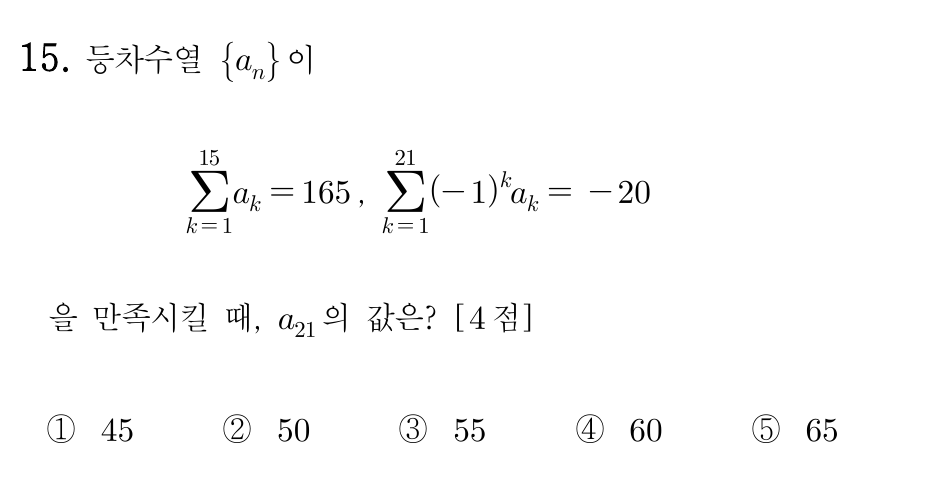 15. 등차수열 {aₙ}이
∑_{k=1}^{15} a_k = 165, ∑_{k=1}^{21} (−1)^k a_k = −20
을 만족시킬 때, a₂₁의 값은? [4점]
① 45 ② 50 ③ 55 ④ 60 ⑤ 65